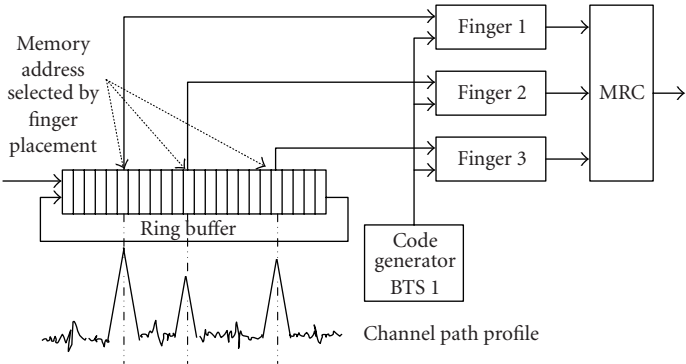 Memory
address
selected by
finger
placement
Finger 1
Finger 2
Finger 3
MRC
Ring buffer
Code
generator
BTS 1
Channel path profile